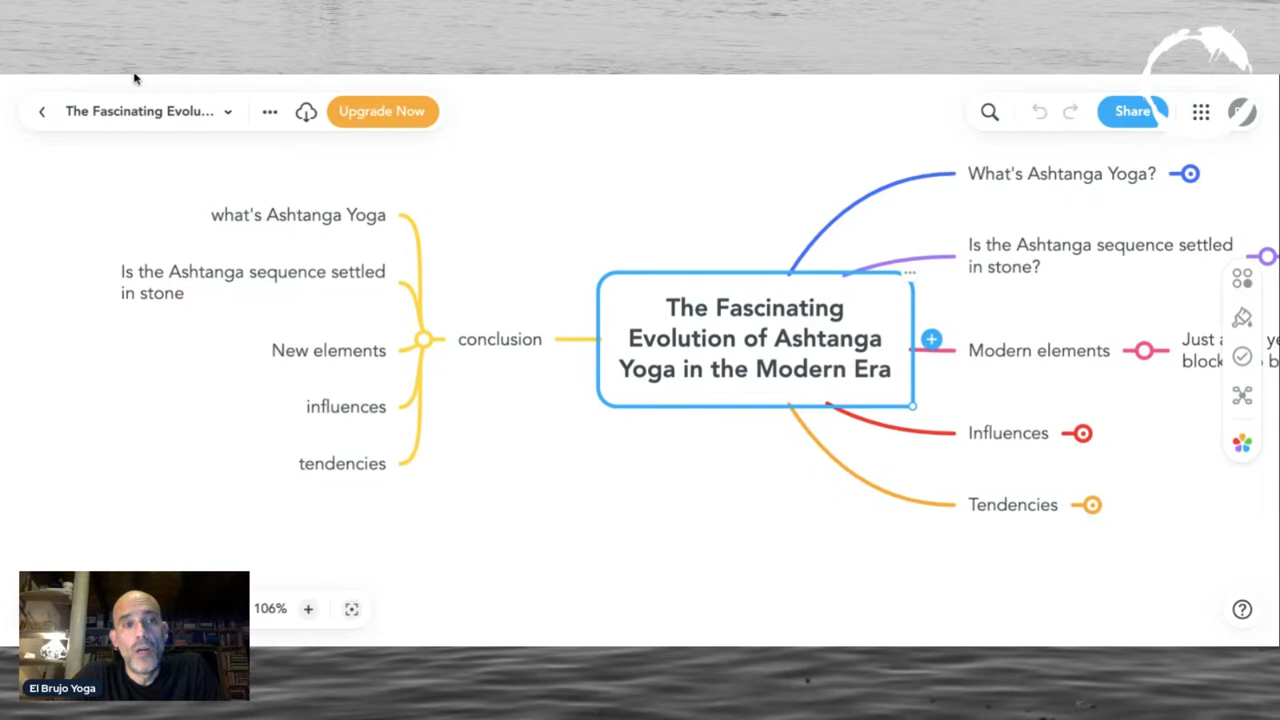 The Fascinating Evolu...
Upgrade Now
Share
what's Ashtanga Yoga
Is the Ashtanga sequence settled
in stone
New elements
influences
tendencies
conclusion
The Fascinating
Evolution of Ashtanga
Yoga in the Modern Era
What's Ashtanga Yoga?
Is the Ashtanga sequence settled
in stone?
Modern elements
Just
block
Influences
Tendencies
106%
El Brujo Yoga